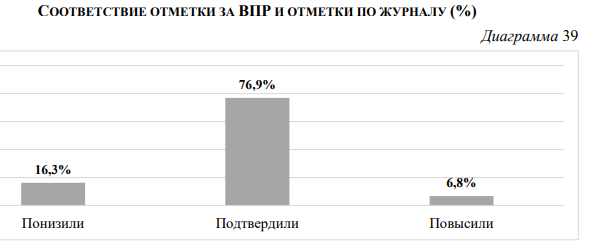 СООТВЕТСТВИЕ ОТМЕТКИ ЗА ВПР И ОТМЕТКИ ПО ЖУРНАЛУ (%)
Диаграмма 39
76,9%
16,3%
6,8%
Понизили Подтвердили Повысили